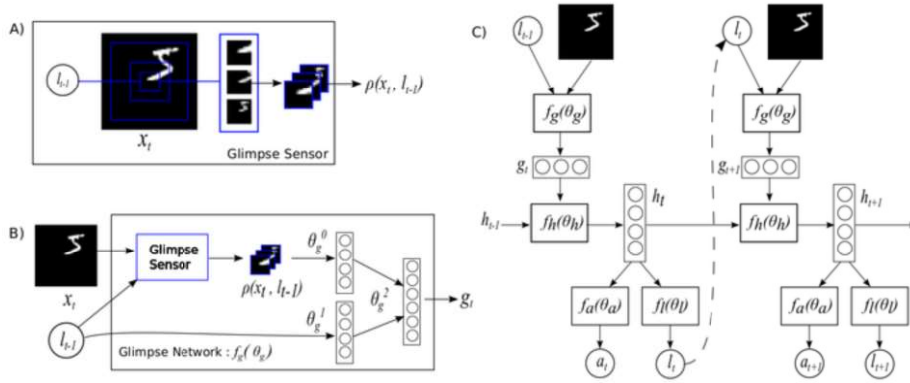 A)
l_{t-1}
x_t
ρ(x_t , l_{t-1})
Glimpse Sensor
B)
x_t
l_{t-1}
Glimpse
Sensor
ρ(x_t , l_{t-1})
θ_g^0
θ_g^1
θ_g^2
g_t
Glimpse Network : f_g( θ_g )
C)
l_{t-1}
l_t
f_g(θ_g)
f_g(θ_g)
g_t
g_{t+1}
h_{t-1}
f_h(θ_h)
h_t
f_h(θ_h)
h_{t+1}
f_a(θ_a)
f_l(θ_l)
f_a(θ_a)
f_l(θ_l)
a_t
l_t
a_{t+1}
l_{t+1}